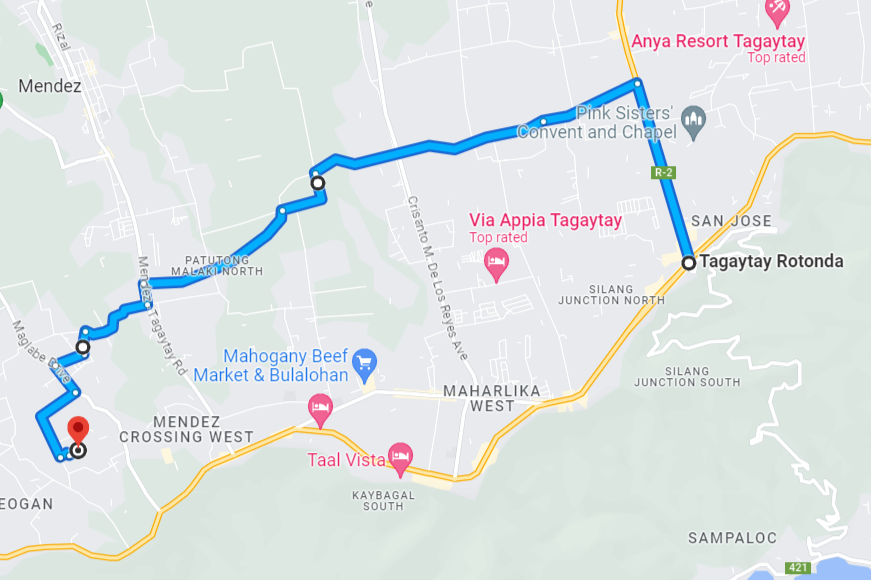 Rizal
Mendez
Anya Resort Tagaytay
Top rated
Pink Sisters'
Convent and Chapel
R-2
Crisanto M. De Los Reyes Ave
Via Appia Tagaytay
Top rated
SAN JOSE
Tagaytay Rotonda
PATUTONG
MALAKI NORTH
Mendez Tagaytay Rd
SILANG
JUNCTION NORTH
Maglabe Drive
Mahogany Beef
Market & Bulalohan
SILANG
JUNCTION SOUTH
MAHARLIKA
WEST
MENDEZ
CROSSING WEST
Taal Vista
KAYBAGAL
SOUTH
EOGAN
SAMPALOC
421